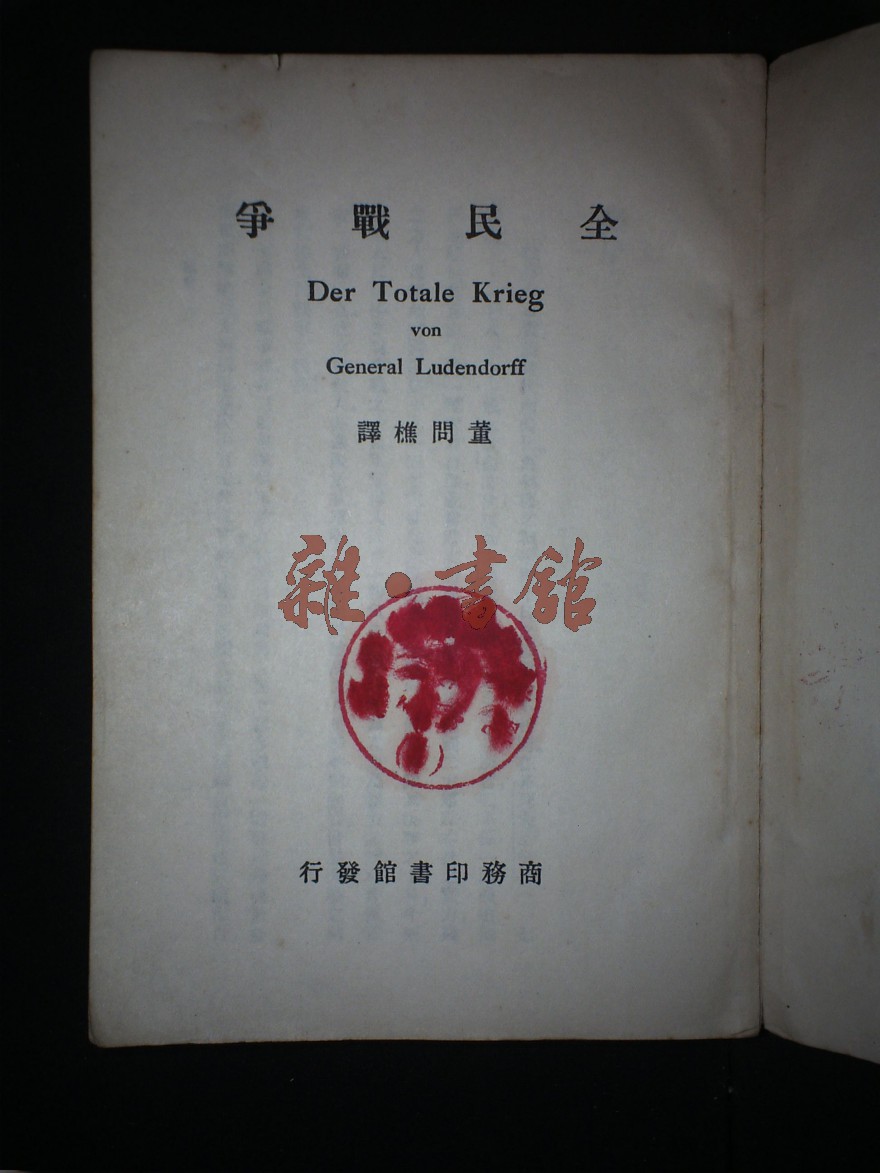 全民戰爭
Der Totale Krieg
von
General Ludendorff
董問樵譯
雜·書館
商務印書館發行